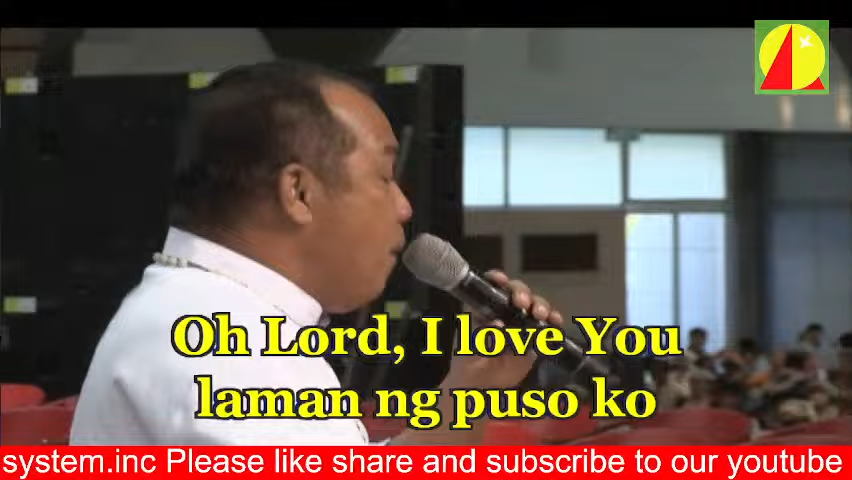 Oh Lord, I love You
laman ng puso ko
system.inc Please like share and subscribe to our youtube